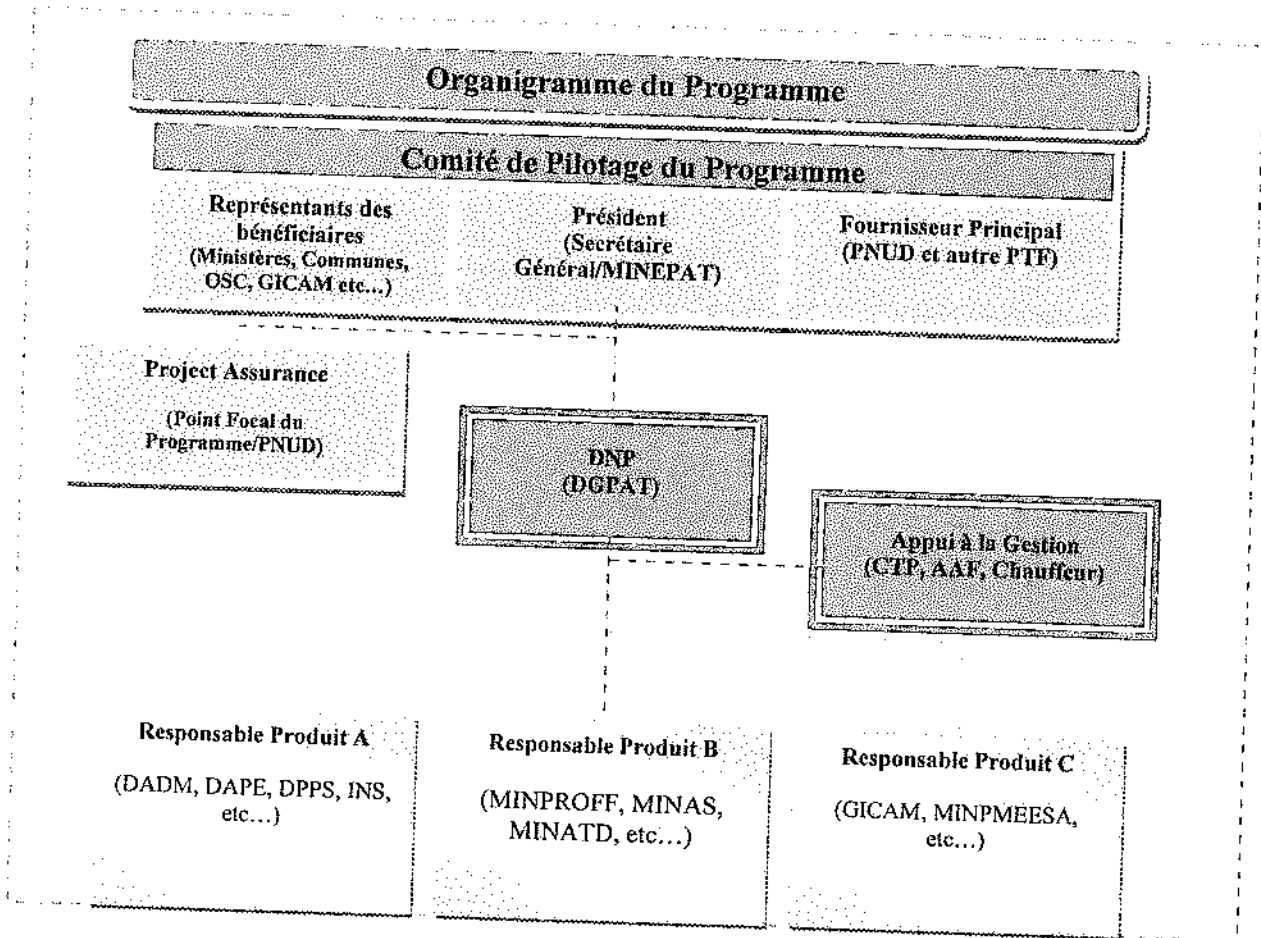 Organigramme du Programme
Comité de Pilotage du Programme
Représentants des
bénéficiaires
(Ministères, Communes,
OSC, GICAM etc...)
Président
(Secrétaire
Général/MINEPAT)
Fournisseur Principal
(PNUD et autre PTF)
Project Assurance
(Point Focal du
Programme/PNUD)
DNP
(DGPAT)
Appui à la Gestion
(CTP, AAF, Chauffeur)
Responsable Produit A
(DADM, DAPE, DPPS, INS,
etc...)
Responsable Produit B
(MINPROFF, MINAS,
MINATD, etc...)
Responsable Produit C
(GICAM, MINPMEESA,
etc...)